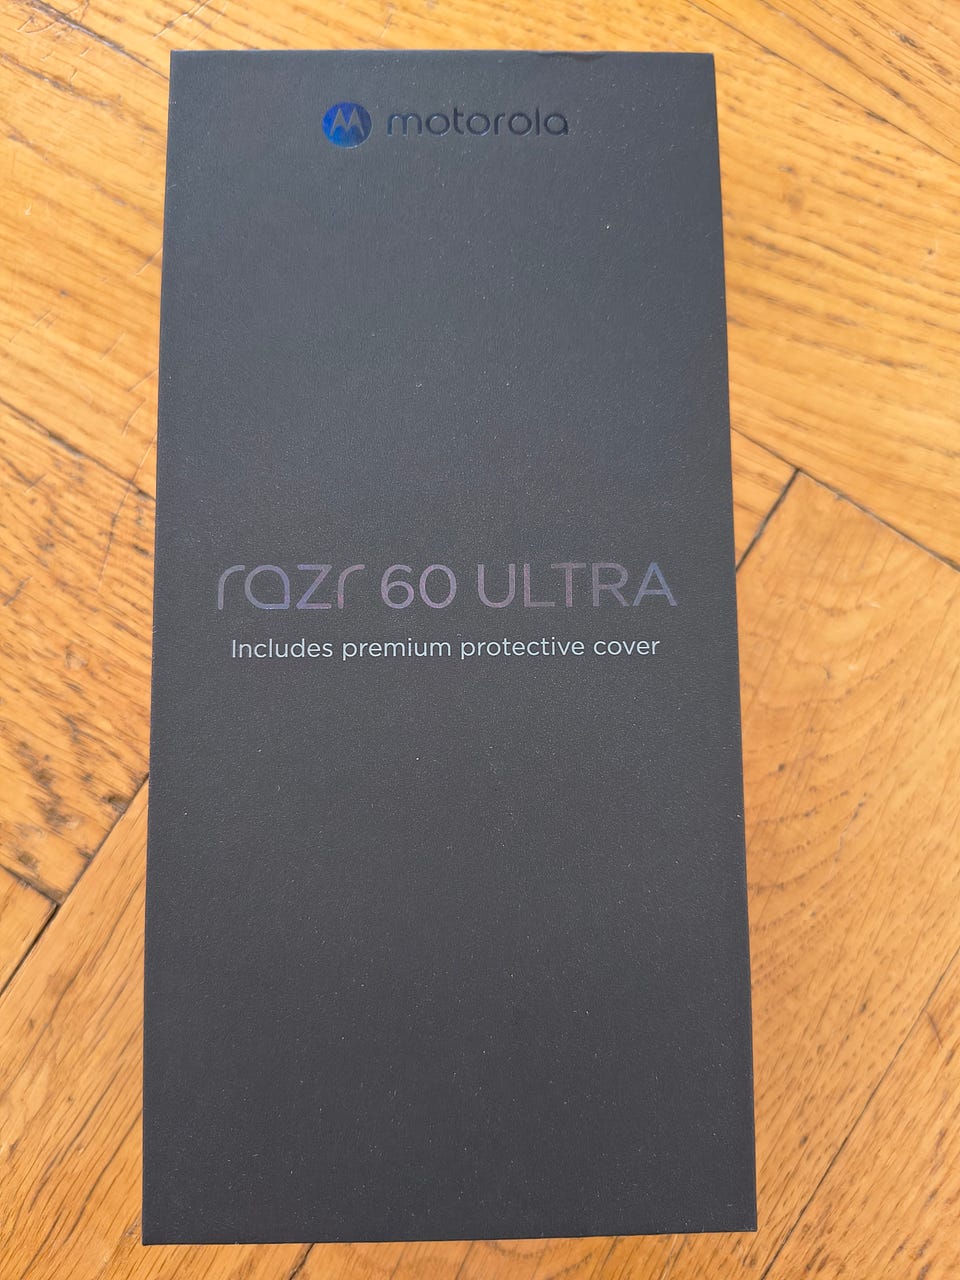 motorola
razr 60 ULTRA
Includes premium protective cover